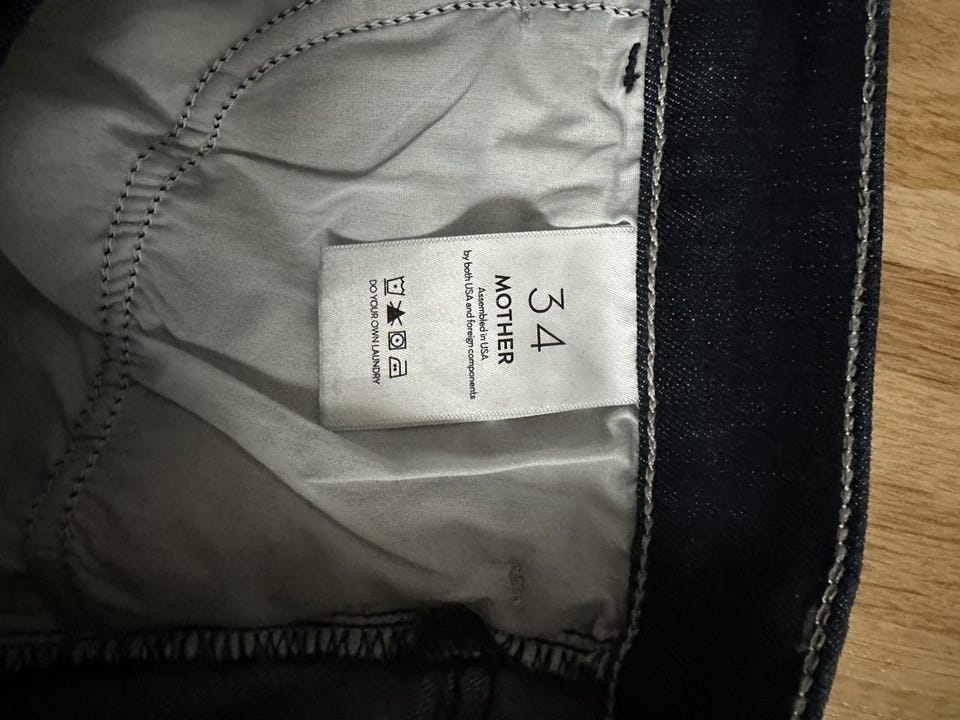 34
MOTHER
Assembled in USA
by both USA and foreign components
DO YOUR OWN LAUNDRY